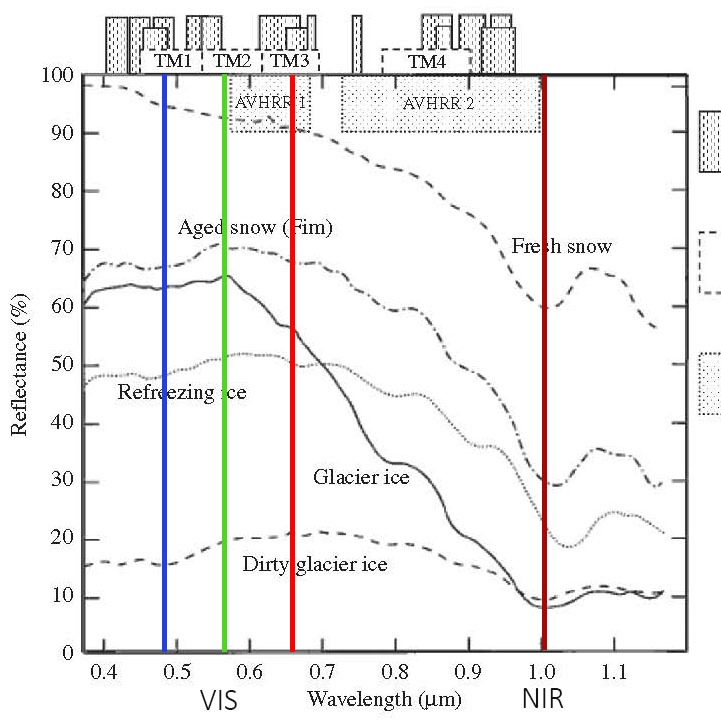 TM1 TM2 TM3 TM4
100
AVHRR 1 AVHRR 2
90
80
Aged snow (Fim)
70
Fresh snow
60
50
Refreezing ice
40
Glacier ice
30
20
Dirty glacier ice
10
0
Reflectance (%)
0.4 0.5 0.6 0.7 0.8 0.9 1.0 1.1
VIS Wavelength (μm) NIR